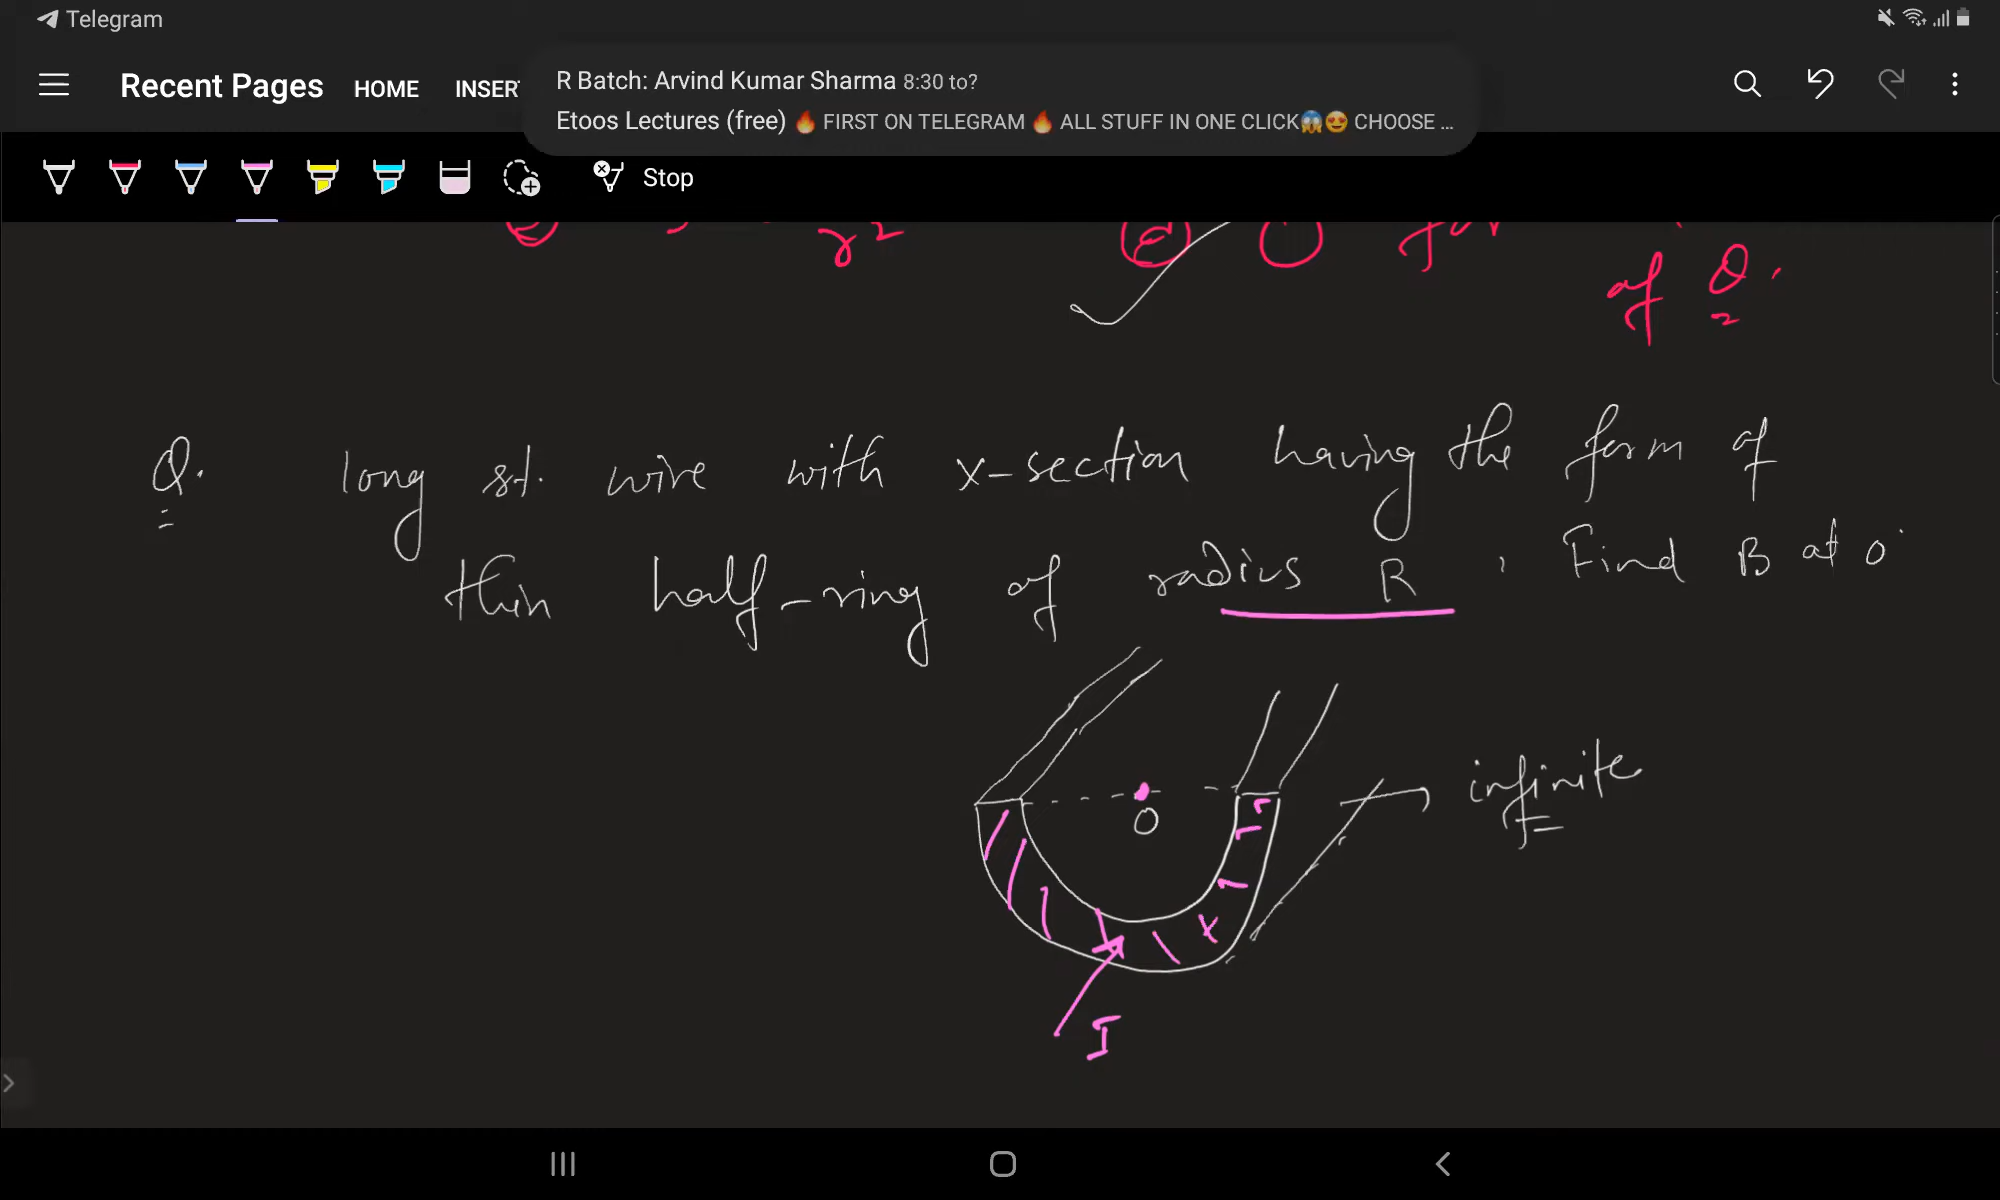 Telegram
Recent Pages HOME INSERT
R Batch: Arvind Kumar Sharma 8:30 to?
Etoos Lectures (free) 🔥 FIRST ON TELEGRAM 🔥 ALL STUFF IN ONE CLICK😱😍 CHOOSE ...
Stop
r²
of θ.
Q. long st. wire with x-section having the form of
thin half-ring of radius R. Find B at O.
O
infinite
I